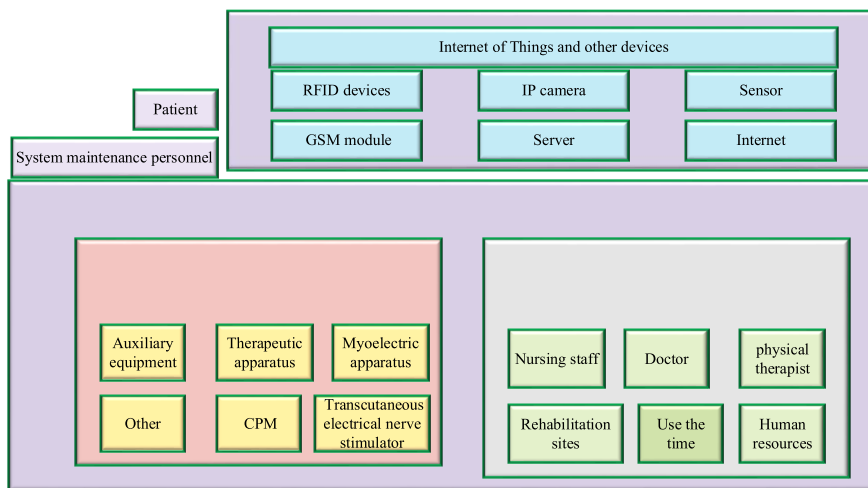 Internet of Things and other devices
RFID devices
IP camera
Sensor
Patient
GSM module
Server
Internet
System maintenance personnel
Auxiliary
equipment
Therapeutic
apparatus
Myoelectric
apparatus
Nursing staff
Doctor
physical
therapist
Other
CPM
Transcutaneous
electrical nerve
stimulator
Rehabilitation
sites
Use the
time
Human
resources